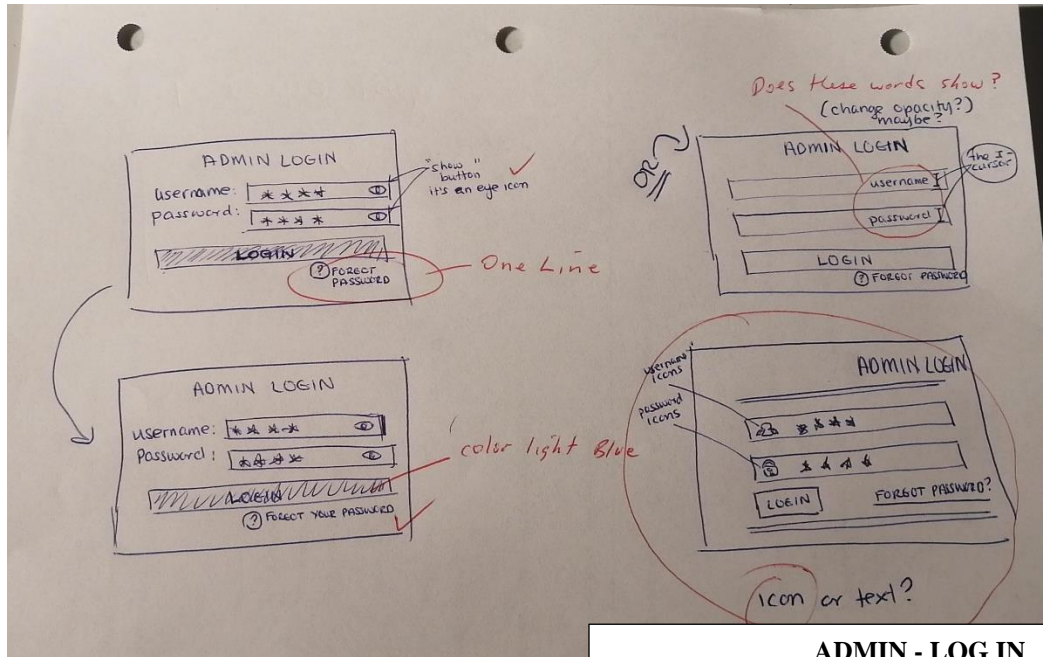 ADMIN LOGIN
username: ****
password: ****
LOGIN
? FORGOT
PASSWORD
"show"
button
it's an eye icon
One Line
Does these words show?
(change opacity?)
maybe?
OR
ADMIN LOGIN
username
password
the I-
cursor
LOGIN
? FORGOT PASSWORD
ADMIN LOGIN
username: ****
Password: ****
LOGIN
? FORGOT YOUR PASSWORD
color light Blue
username
icons
password
icons
ADMIN LOGIN
****
****
LOGIN
FORGOT PASSWORD?
icon or text?
ADMIN - LOG IN